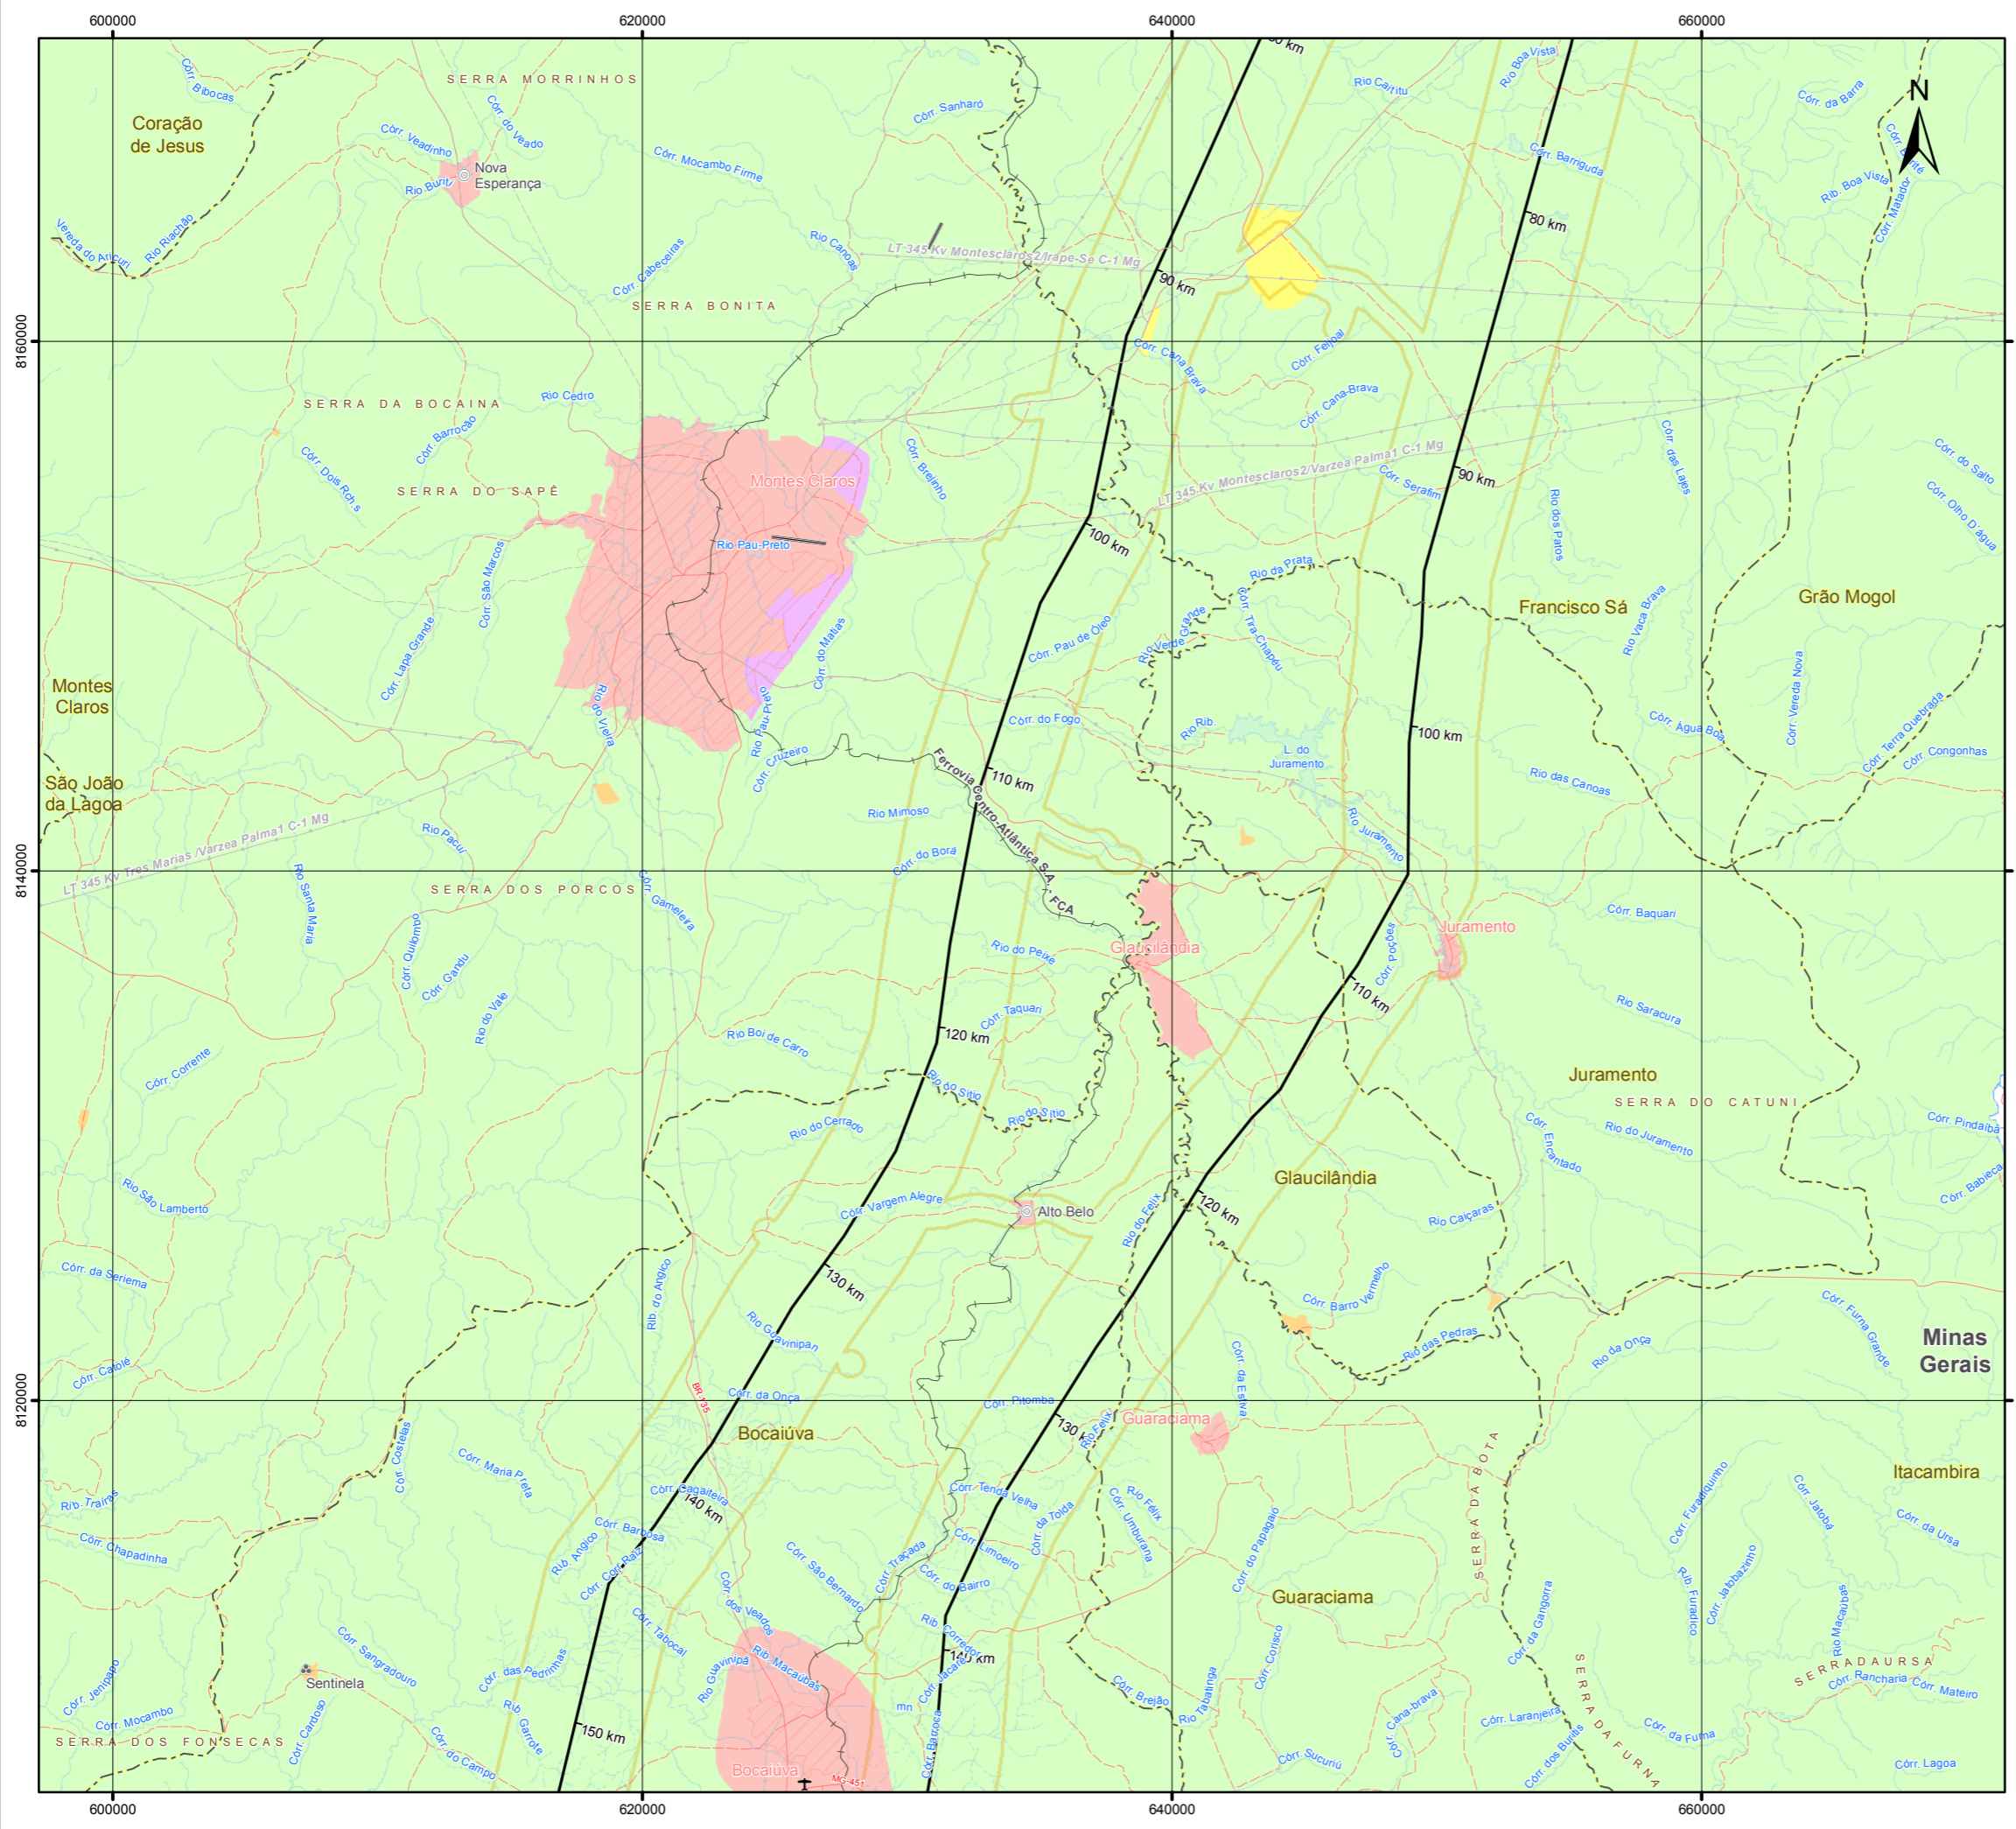 600000
620000
640000
660000
80 km
SERRA MORRINHOS
Rio Boa Vista
Rio Cariitu
Córr. Bibocas
Córr. Sanharó
Córr. da Barra
N
Coração
de Jesus
Córr. Veadinho
Córr. do Veado
Córr. Mocambo Firme
Córr. Barriguda
Nova
Esperança
Rio Buriti
Rib. Boa Vista
Córr. Matador
Vereda do Aricuri
Rio Riachão
Córr. Cabeceiras
Rio Canoas
80 km
LT 345 Kv Montesclaros2/Irape-Se C-1 Mg
90 km
SERRA BONITA
8160000
Córr. Cana Brava
Córr. Feijoal
Rio Cedro
Córr. Cana-Brava
SERRA DA BOCAINA
Córr. Barrocão
Córr. Brejinho
Córr. das Lajes
Córr. do Salto
LT 345 Kv Montesclaros2/Varzea Palma1 C-1 Mg
Montes Claros
SERRA DO SAPÊ
Córr. Serafim
90 km
Rio dos Patos
Córr. Olho D'água
100 km
Rio Pau-Preto
Córr. São Marcos
Rio da Prata
Francisco Sá
Grão Mogol
Córr. Lapa Grande
Córr. do Matias
Córr. Pau de Óleo
Rio Verde Grande
Córr. Tira-Chapéu
Rio Vaca Brava
Montes
Claros
Rio do Vieira
Rio Pau-Preto
Córr. do Fogo
Rio Rib.
Córr. Vereda Nova
Córr. Água Boa
Córr. Terra Quebrada
Córr. Congonhas
Córr. Cruzeiro
L. do
Juramento
100 km
São João
da Lagoa
110 km
Rio das Canoas
Ferrovia Centro-Atlântica S.A. - FCA
Rio Mimoso
Rio Juramento
LT 345 Kv Tres Marias /Varzea Palma1 C-1 Mg
Rio Pacuí
Córr. do Borá
8140000
Rio Santa Maria
SERRA DOS PORCOS
Córr. Gameleira
Córr. Baquari
Córr. Quilombo
Córr. Gandu
Rio do Peixe
Glaucilândia
Córr. Poções
Juramento
110 km
Rio do Vale
Córr. Taquari
Rio Saracura
Rio Boi de Carro
120 km
Córr. Corrente
Rio do Sítio
Rio do Sítio
Juramento
SERRA DO CATUNI
Rio do Cerrado
Córr. Encantado
Rio do Juramento
Córr. Pindaíba
Rio São Lamberto
Córr. Vargem Alegre
Alto Belo
Rio do Felix
120 km
Glaucilândia
Rio Caiçaras
Córr. Babieca
Córr. da Seriema
Rib. do Angico
130 km
Córr. Barro Vermelho
Córr. Furna Grande
Minas
Gerais
Rio Guavinipan
Rio das Pedras
Rio da Onça
Córr. Catolé
Córr. da Estiva
8120000
BR-135
Córr. da Onça
Córr. Pitomba
Bocaiúva
130 k
Rio Felix
Guaraciama
Córr. Costelas
Córr. Maria Preta
SERRA DA BOTA
Itacambira
Rib. Traíras
Córr. Gagaiteira
140 km
Córr. Tenda Velha
Córr. da Tolda
Rio Félix
Córr. Umburana
Córr. Furadiquinho
Córr. Jatobá
Córr. da Ursa
Córr. Chapadinha
Córr. Barbosa
Rib. Angico
Córr. Cor Raiz
Córr. São Bernardo
Córr. Traçada
Córr. Limoeiro
Córr. do Bairro
Córr. do Papagaio
Guaraciama
Córr. Jatobazinho
Rib. Furadico
Rio Macaúbas
Córr. dos Veados
Córr. Tabocal
Rib. Corredor
Córr. da Gangorra
Córr. Sangradouro
Córr. das Pedrinhas
Rio Guavinipã
Rib. Macaúbas
140 km
Córr. Jacaré
Córr. Corisco
SERRA DA URSA
Córr. Jenipapo
Sentinela
Córr. Brejão
Rio Tabatinga
Córr. Rancharia
Córr. Mateiro
Córr. Mocambo
Córr. Cardoso
Rib. Garrote
mn
Córr. Cana-brava
Córr. Laranjeira
Córr. da Fuma
SERRA DOS FONSECAS
Córr. do Campo
150 km
Córr. Barroca
Córr. Sucuriú
Córr. dos Buritis
SERRA DA FURNA
Córr. Lagoa
Bocaiúva
MG-451
600000
620000
640000
660000